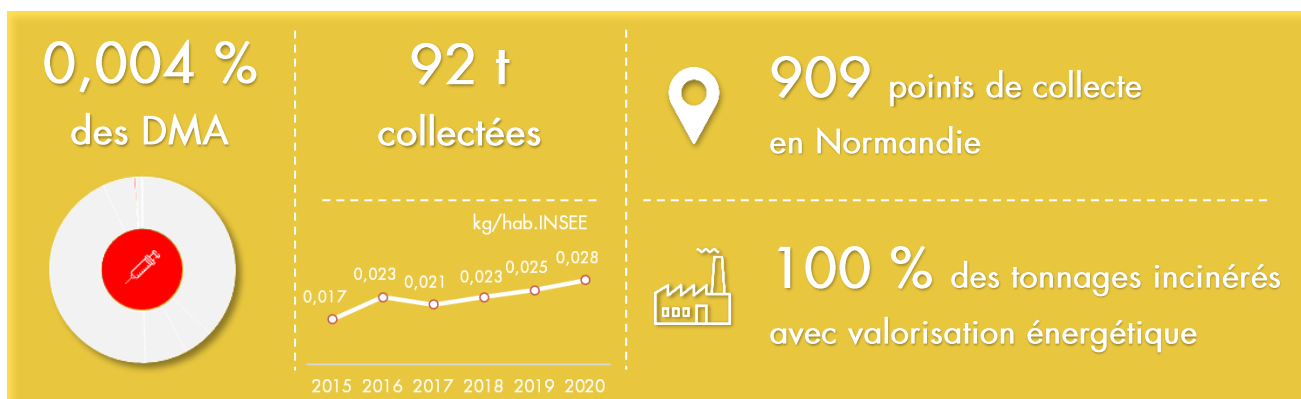 0,004 %
des DMA
92 t
collectées
kg/hab.INSEE
0,017
0,023
0,021
0,023
0,025
0,028
2015 2016 2017 2018 2019 2020
909 points de collecte
en Normandie
100 % des tonnages incinérés
avec valorisation énergétique